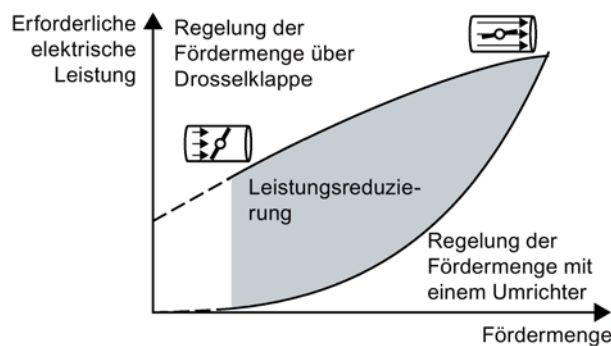 Erforderliche
elektrische
Leistung
Regelung der
Fördermenge über
Drosselklappe
Leistungsreduzie-
rung
Regelung der
Fördermenge mit
einem Umrichter
Fördermenge